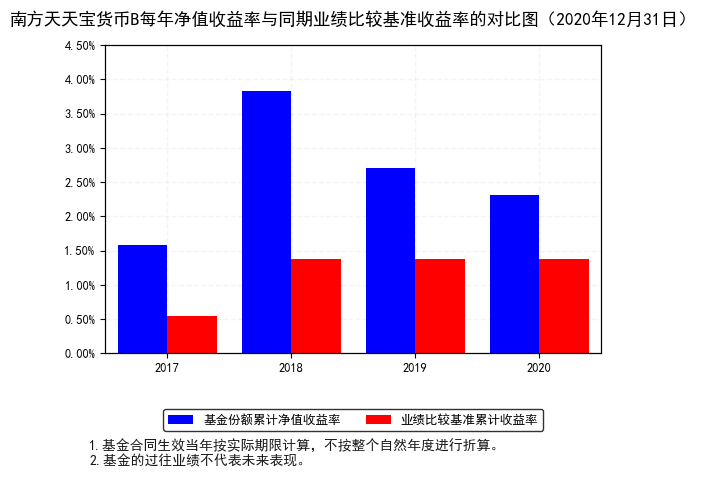 南方天天宝货币B每年净值收益率与同期业绩比较基准收益率的对比图（2020年12月31日）
4.50%
4.00%
3.50%
3.00%
2.50%
2.00%
1.50%
1.00%
0.50%
0.00%
2017 2018 2019 2020
基金份额累计净值收益率 业绩比较基准累计收益率
1.基金合同生效当年按实际期限计算，不按整个自然年度进行折算。
2.基金的过往业绩不代表未来表现。